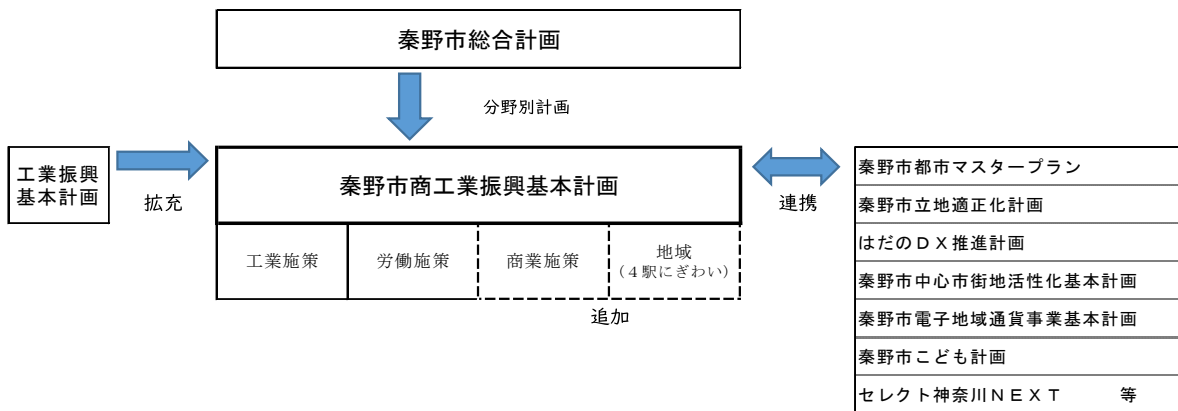 秦野市総合計画
分野別計画
工業振興
基本計画
拡充
秦野市商工業振興基本計画
連携
工業施策
労働施策
商業施策
地域
(4駅にぎわい)
追加
秦野市都市マスタープラン
秦野市立地適正化計画
はだのDX推進計画
秦野市中心市街地活性化基本計画
秦野市電子地域通貨事業基本計画
秦野市こども計画
セレクト神奈川NEXT 等